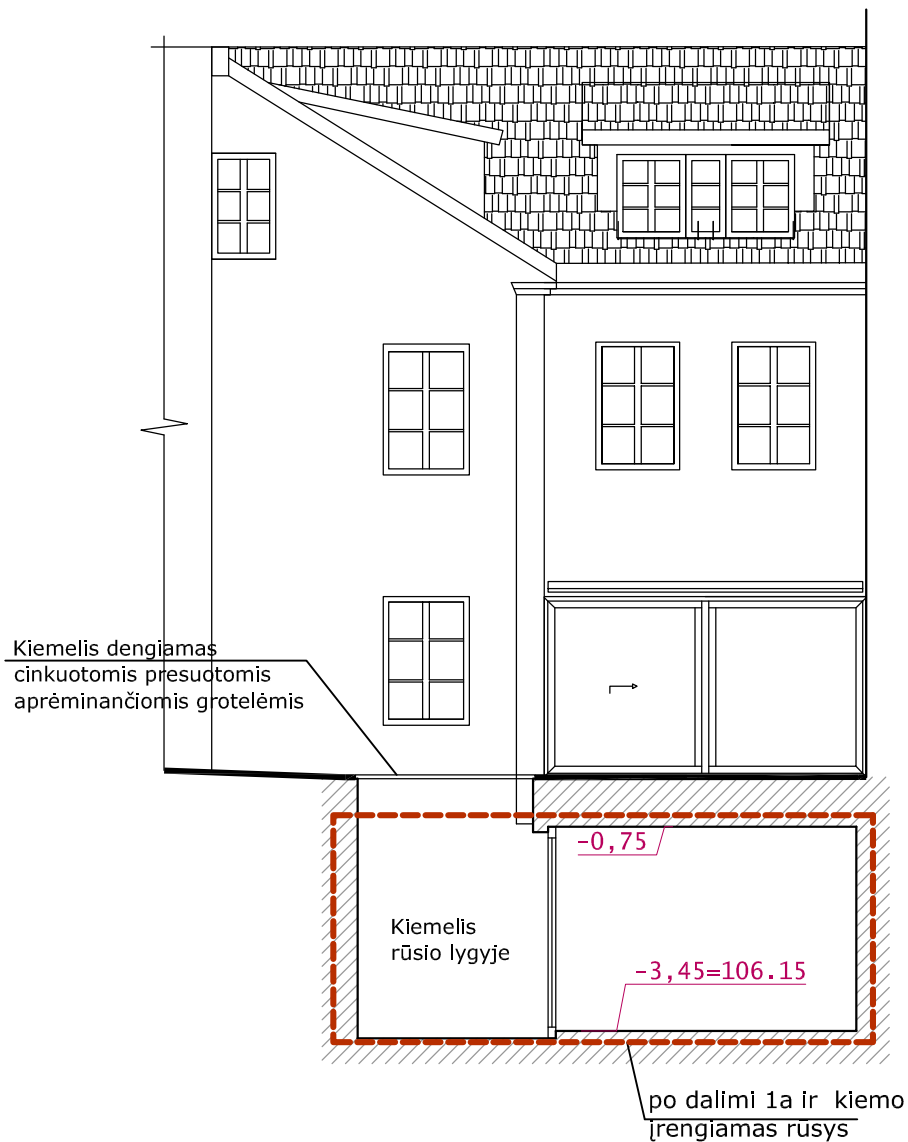 Kiemelis dengiamas
cinkuotomis presuotomis
aprėminančiomis grotelėmis
-0,75
Kiemelis
rūsio lygyje
-3,45=106.15
po dalimi 1a ir kiemo
įrengiamas rūsys